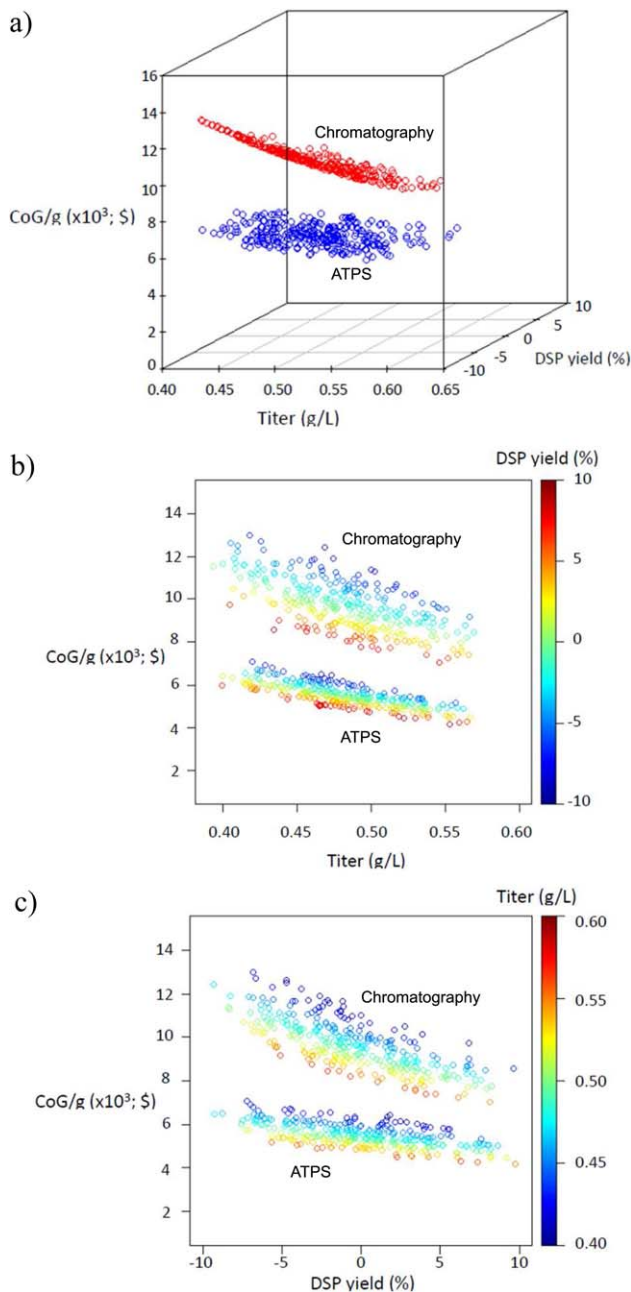 a)
16
14
12
10
8
6
4
2
0
CoG/g (x10³; $)
Chromatography
ATPS
0.40 0.45 0.50 0.55 0.60 0.65
Titer (g/L)
-10 -5 0 5 10
DSP yield (%)
b)
DSP yield (%)
14
12
10
8
6
4
2
CoG/g (x10³; $)
Chromatography
ATPS
10
5
0
-5
-10
0.40 0.45 0.50 0.55 0.60
Titer (g/L)
c)
Titer (g/L)
14
12
10
8
6
4
2
CoG/g (x10³; $)
Chromatography
ATPS
0.60
0.55
0.50
0.45
0.40
-10 -5 0 5 10
DSP yield (%)